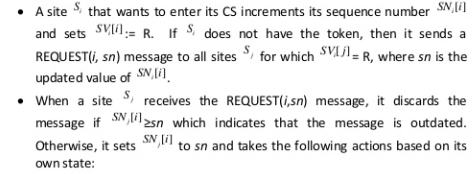 • A site S_i that wants to enter its CS increments its sequence number SN_i[i]
and sets SV_i[i]:= R. If S_i does not have the token, then it sends a
REQUEST(i, sn) message to all sites S_j for which SV_i[j]= R, where sn is the
updated value of SN_i[i].
• When a site S_j receives the REQUEST(i,sn) message, it discards the
message if SN_j[i]≥sn which indicates that the message is outdated.
Otherwise, it sets SN_j[i] to sn and takes the following actions based on its
own state: